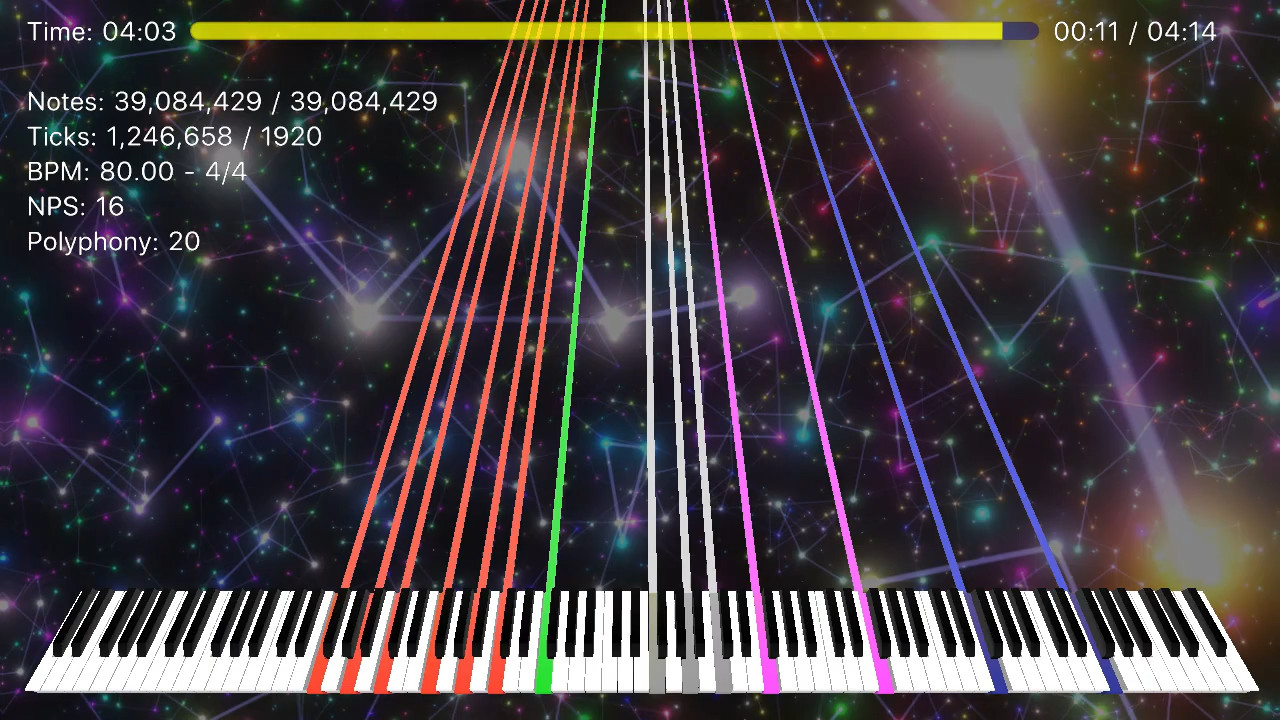 Time: 04:03 00:11 / 04:14
Notes: 39,084,429 / 39,084,429
Ticks: 1,246,658 / 1920
BPM: 80.00 - 4/4
NPS: 16
Polyphony: 20